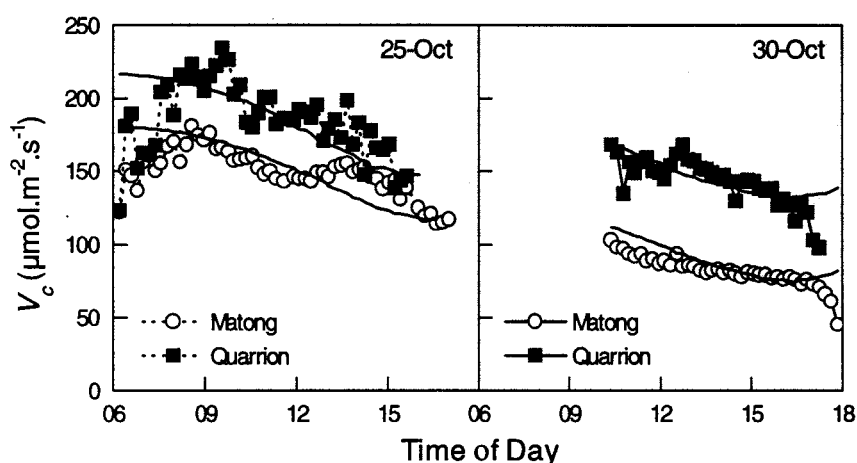 250
200
150
100
50
0
V_c (µmol.m⁻².s⁻¹)
25-Oct
30-Oct
Matong
Quarrion
Matong
Quarrion
06 09 12 15 06 09 12 15 18
Time of Day